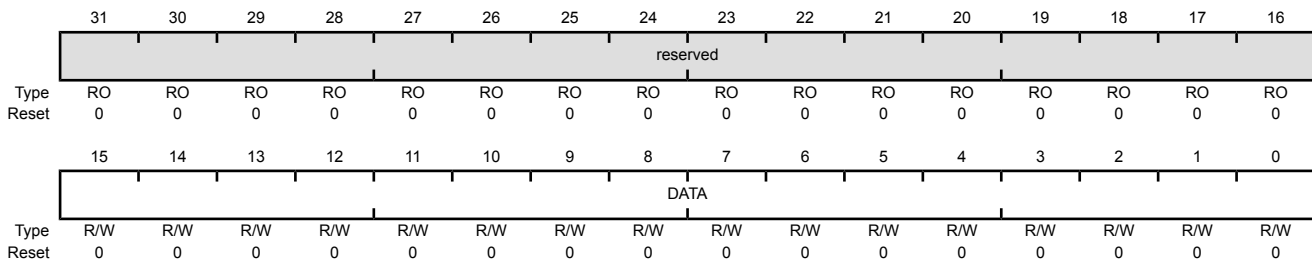 31 30 29 28 27 26 25 24 23 22 21 20 19 18 17 16
reserved
Type RO RO RO RO RO RO RO RO RO RO RO RO RO RO RO RO
Reset 0 0 0 0 0 0 0 0 0 0 0 0 0 0 0 0
15 14 13 12 11 10 9 8 7 6 5 4 3 2 1 0
DATA
Type R/W R/W R/W R/W R/W R/W R/W R/W R/W R/W R/W R/W R/W R/W R/W R/W
Reset 0 0 0 0 0 0 0 0 0 0 0 0 0 0 0 0